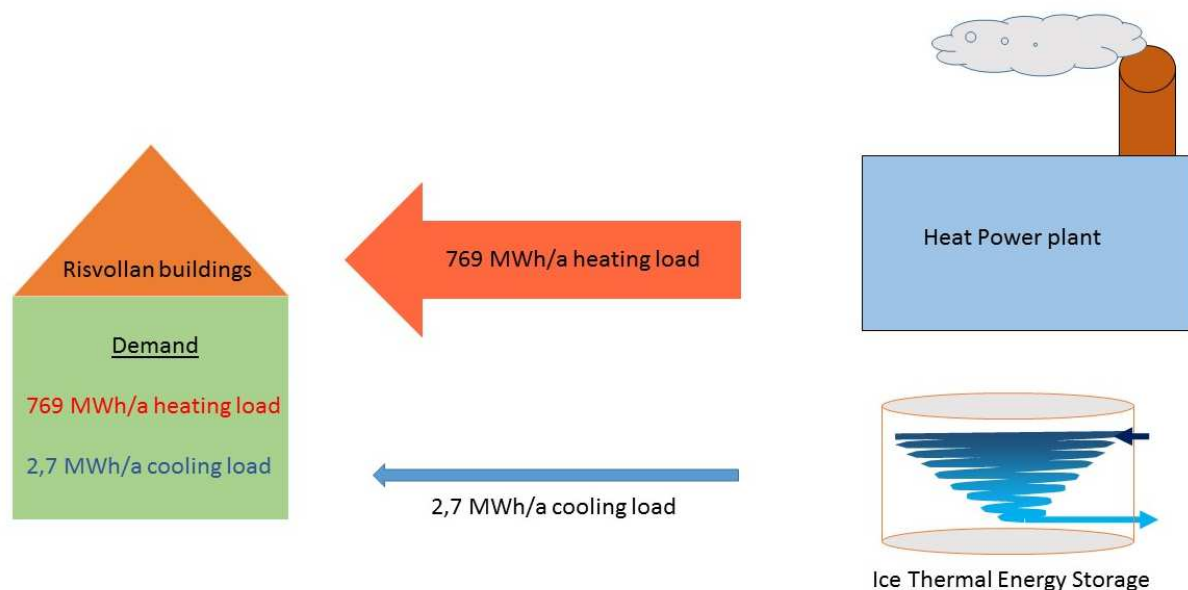 Risvollan buildings
Demand
769 MWh/a heating load
2,7 MWh/a cooling load
769 MWh/a heating load
2,7 MWh/a cooling load
Heat Power plant
Ice Thermal Energy Storage